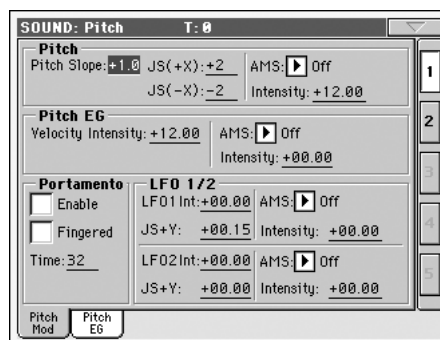 SOUND: Pitch T: 0
Pitch
Pitch Slope: +1.0 JS(+X): +2 AMS: Off
JS(-X): -2 Intensity: +12.00
Pitch EG
Velocity Intensity: +12.00 AMS: Off
Intensity: +00.00
Portamento LFO 1/2
Enable LFO1 Int: +00.00 AMS: Off
Fingered JS+Y: +00.15 Intensity: +00.00
Time: 32 LFO2Int: +00.00 AMS: Off
JS+Y: +00.00 Intensity: +00.00
Pitch Mod
Pitch EG
1
2
3
4
5